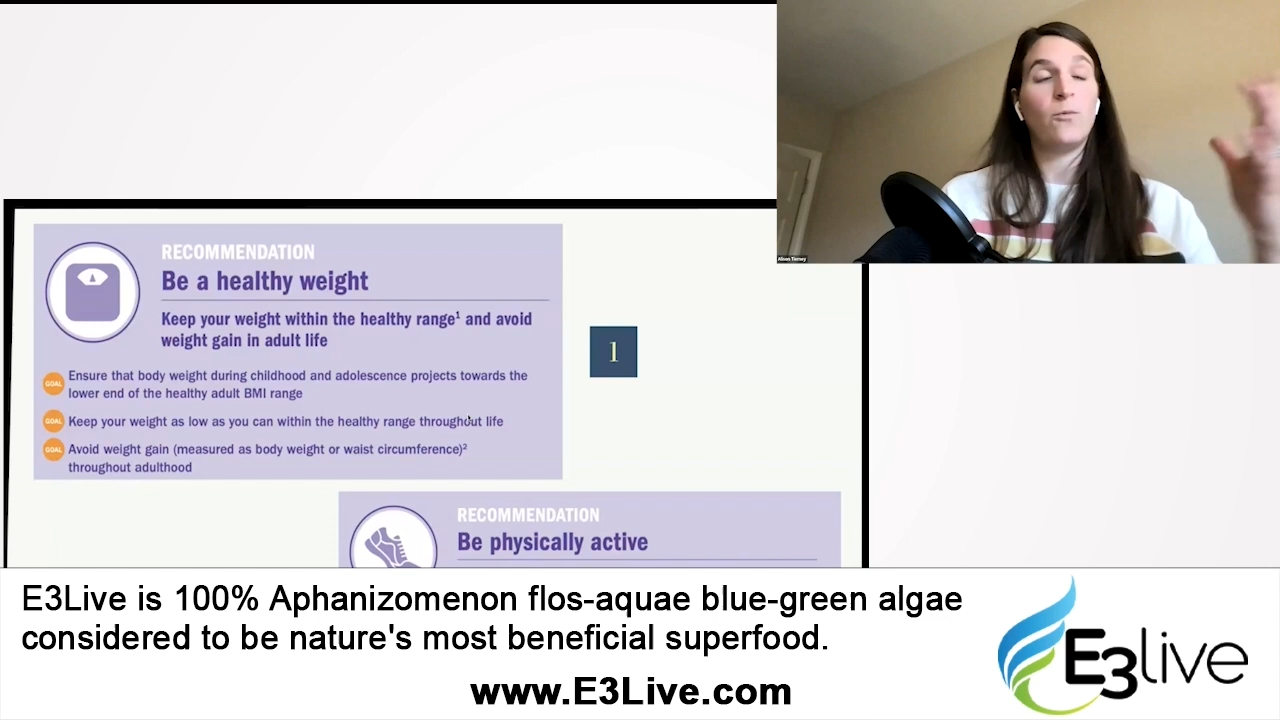 Alison Tierney
RECOMMENDATION
Be a healthy weight
Keep your weight within the healthy range¹ and avoid
weight gain in adult life
GOAL Ensure that body weight during childhood and adolescence projects towards the
lower end of the healthy adult BMI range
GOAL Keep your weight as low as you can within the healthy range throughout life
GOAL Avoid weight gain (measured as body weight or waist circumference)²
throughout adulthood
1
RECOMMENDATION
Be physically active
E3Live is 100% Aphanizomenon flos-aquae blue-green algae
considered to be nature's most beneficial superfood.
www.E3Live.com
E3live